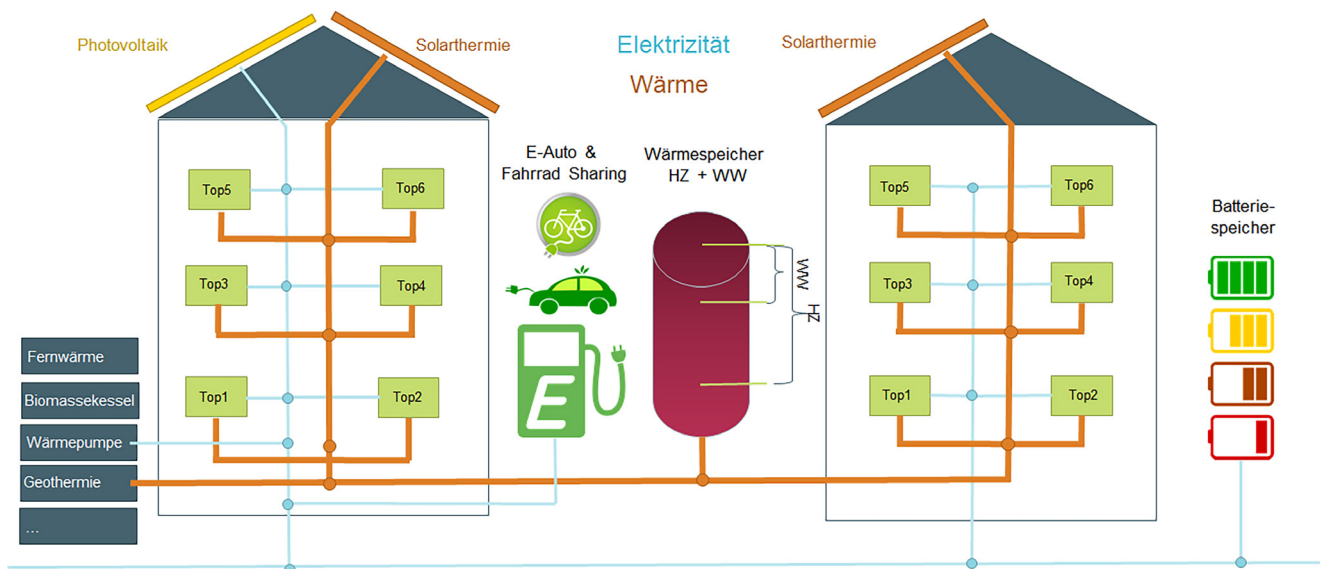 Photovoltaik
Solarthermie
Elektrizität
Wärme
Solarthermie
E-Auto &
Fahrrad Sharing
Wärmespeicher
HZ + WW
Top5
Top6
Top3
Top4
Top1
Top2
E
WW
HZ
Top5
Top6
Top3
Top4
Top1
Top2
Batterie-
speicher
Fernwärme
Biomassekessel
Wärmepumpe
Geothermie
...